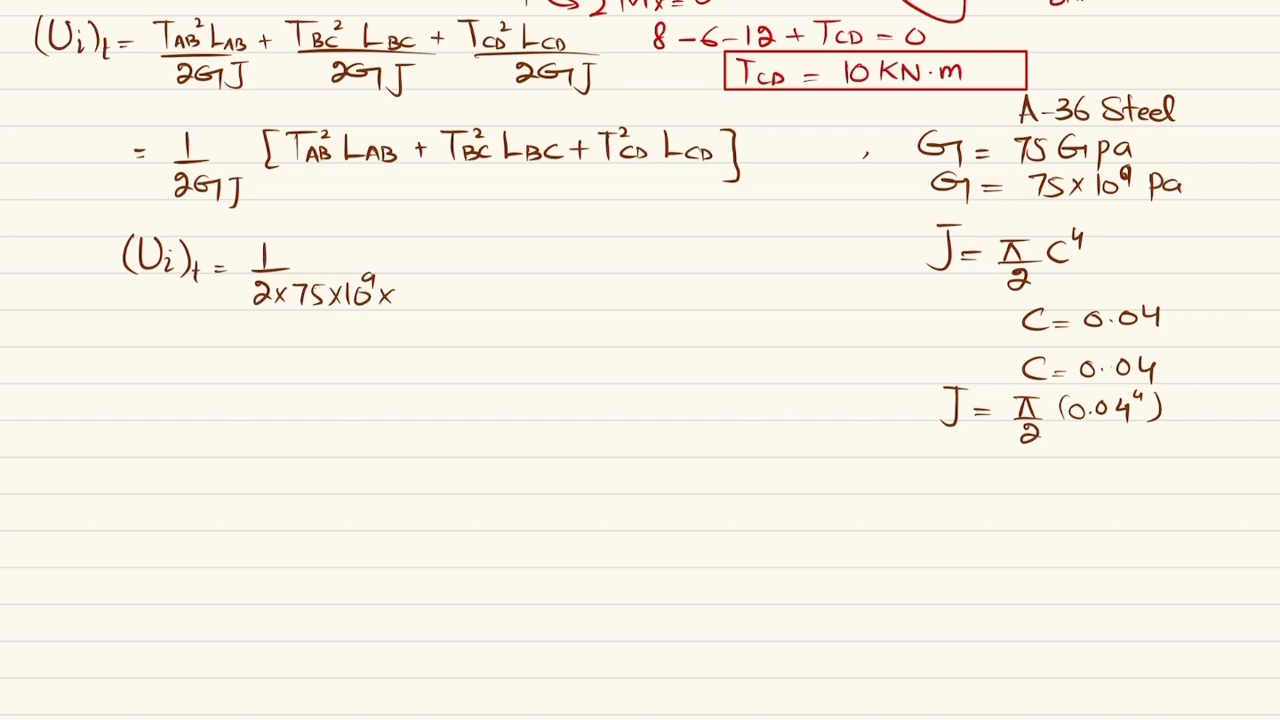 (Ui)t = TAB² LAB / 2GJ + TBC² LBC / 2GJ + TCD² LCD / 2GJ
8 - 6 - 12 + TCD = 0
TCD = 10 KN·m
A-36 Steel
= 1 / 2GJ [TAB² LAB + TBC² LBC + TCD² LCD] , G = 75 Gpa
G = 75 × 10⁹ Pa
J = π/2 C⁴
(Ui)t = 1 / 2×75×10⁹×
C = 0.04
C = 0.04
J = π/2 (0.04⁴)